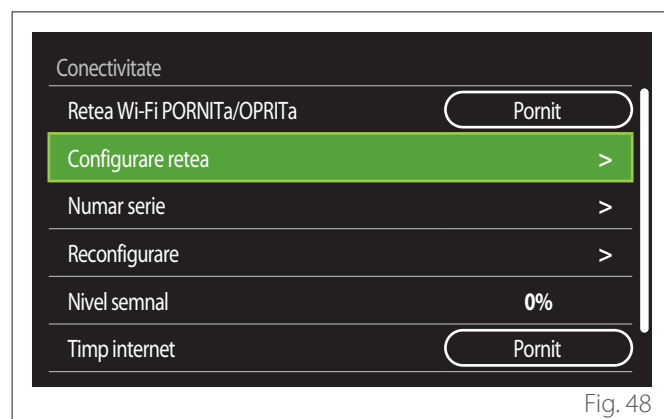 Conectivitate
Retea Wi-Fi PORNITa/OPRITa Pornit
Configurare retea >
Numar serie >
Reconfigurare >
Nivel semnal 0%
Timp internet Pornit
Fig. 48